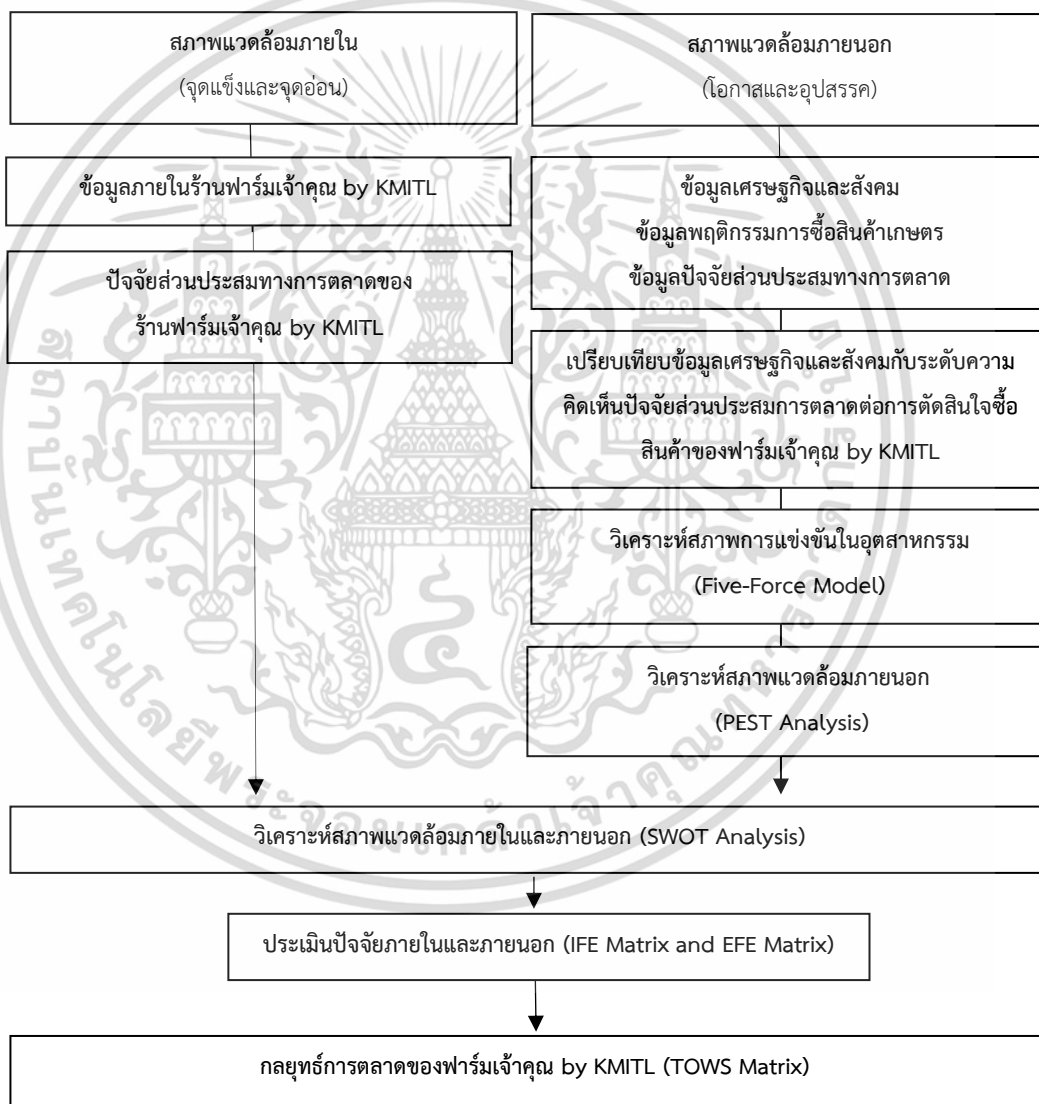 สภาพแวดล้อมภายใน
(จุดแข็งและจุดอ่อน)
ข้อมูลภายในร้านฟาร์มเจ้าคุณ by KMITL
ปัจจัยส่วนประสมทางการตลาดของ
ร้านฟาร์มเจ้าคุณ by KMITL
สภาพแวดล้อมภายนอก
(โอกาสและอุปสรรค)
ข้อมูลเศรษฐกิจและสังคม
ข้อมูลพฤติกรรมการซื้อสินค้าเกษตร
ข้อมูลปัจจัยส่วนประสมทางการตลาด
เปรียบเทียบข้อมูลเศรษฐกิจและสังคมกับระดับความ
คิดเห็นปัจจัยส่วนประสมการตลาดต่อการตัดสินใจซื้อ
สินค้าของฟาร์มเจ้าคุณ by KMITL
วิเคราะห์สภาพการแข่งขันในอุตสาหกรรม
(Five-Force Model)
วิเคราะห์สภาพแวดล้อมภายนอก
(PEST Analysis)
วิเคราะห์สภาพแวดล้อมภายในและภายนอก (SWOT Analysis)
ประเมินปัจจัยภายในและภายนอก (IFE Matrix and EFE Matrix)
กลยุทธ์การตลาดของฟาร์มเจ้าคุณ by KMITL (TOWS Matrix)